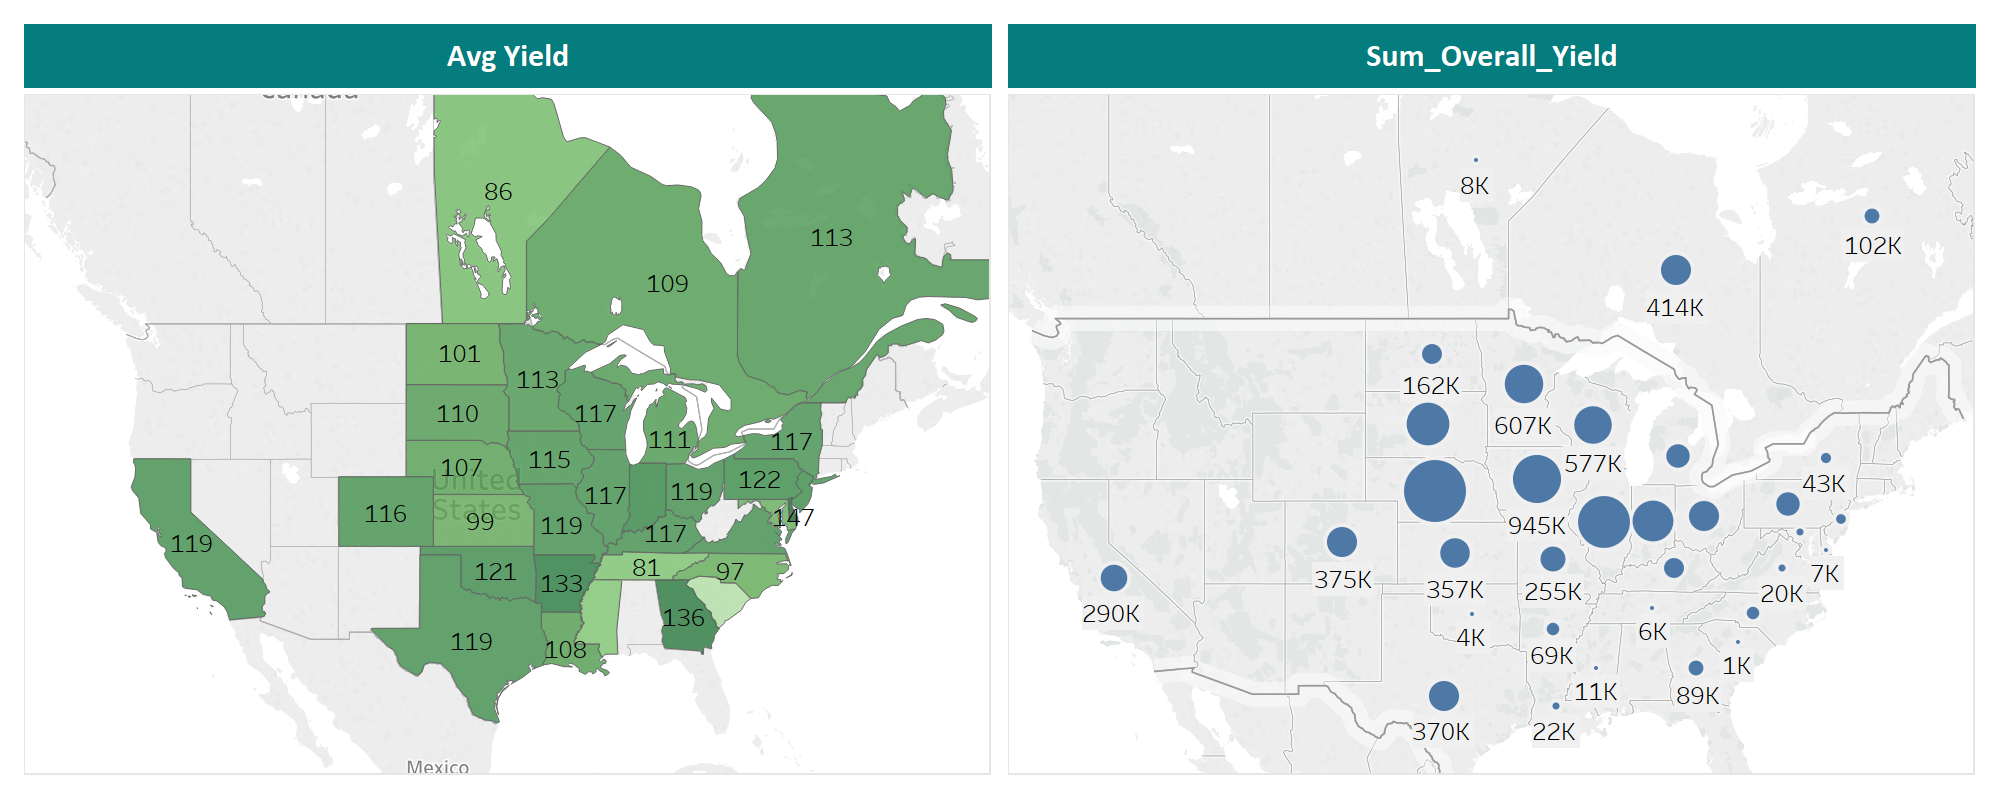 Avg Yield
Sum_Overall_Yield
Canada
86
113
109
101
113
110
117
111
117
107
115
122
United
States
116
99
117
119
147
119
119
117
121
133
81
97
119
108
136
Mexico
8K
102K
414K
162K
607K
577K
43K
945K
375K
357K
255K
7K
290K
20K
4K
6K
69K
1K
11K
89K
370K
22K